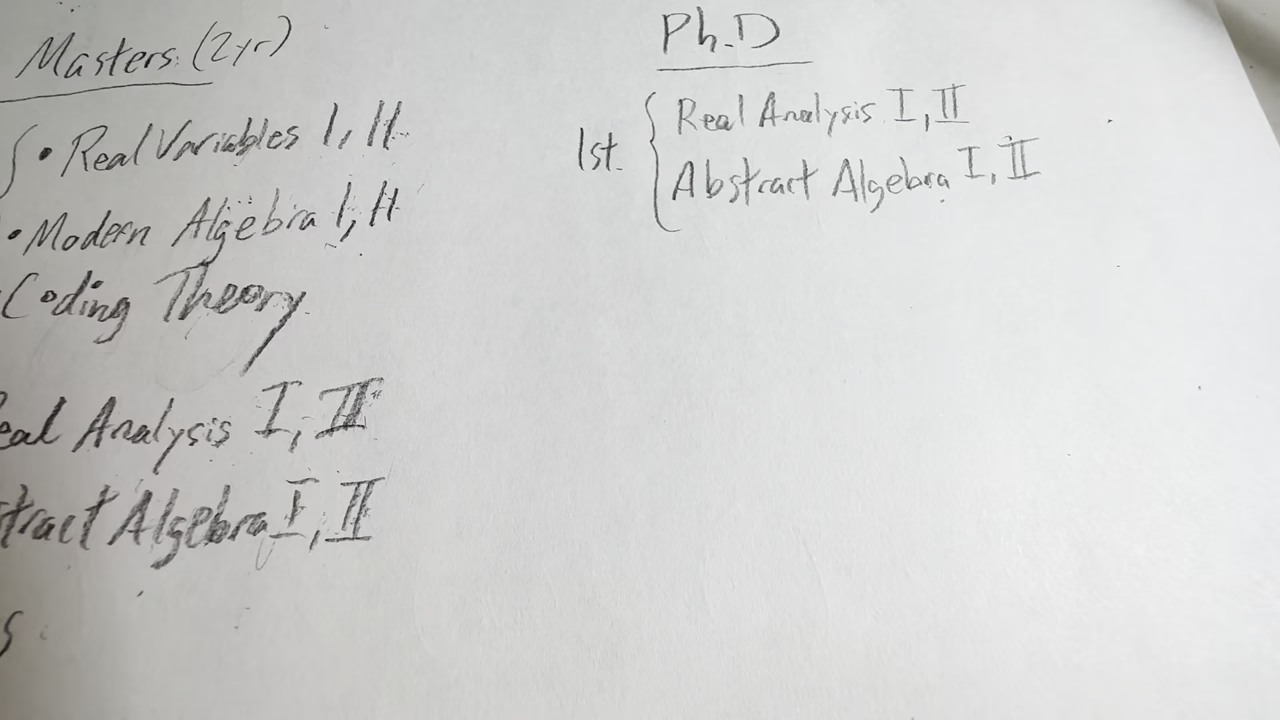 Masters (2yr)
• Real Variables I, II
• Modern Algebra I, II
Coding Theory
Analysis I, II
Algebra I, II
Ph.D
1st. { Real Analysis I, II
Abstract Algebra I, II